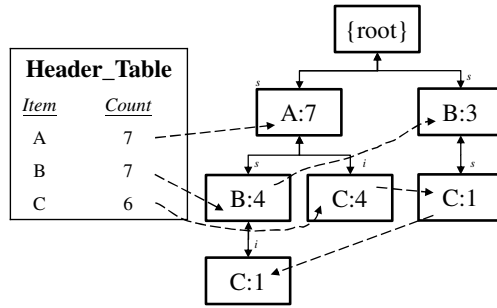 {root}
Header_Table
Item Count
A 7
B 7
C 6
s s
A:7 B:3
s i s
B:4 C:4 C:1
i
C:1